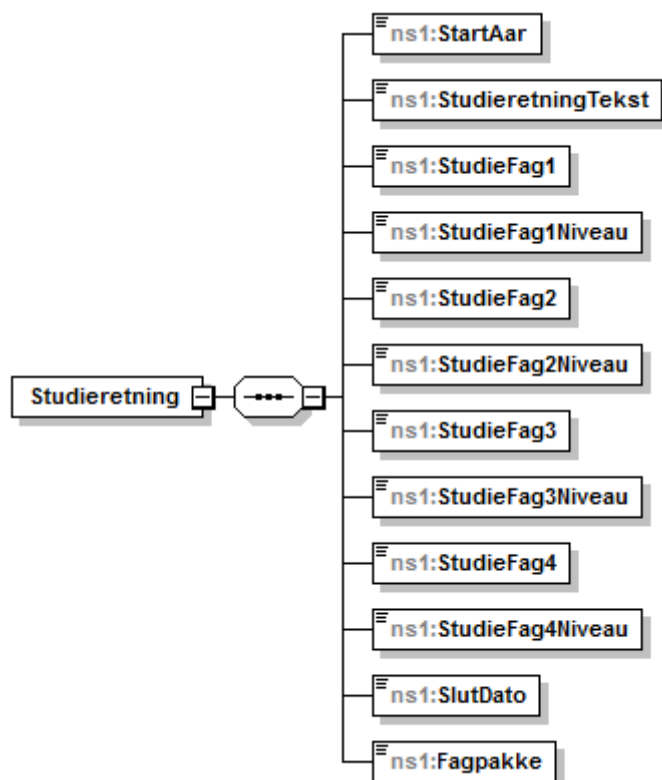 ns1:StartAar
ns1:StudieretningTekst
ns1:StudieFag1
ns1:StudieFag1Niveau
ns1:StudieFag2
ns1:StudieFag2Niveau
Studieretning
ns1:StudieFag3
ns1:StudieFag3Niveau
ns1:StudieFag4
ns1:StudieFag4Niveau
ns1:SlutDato
ns1:Fagpakke